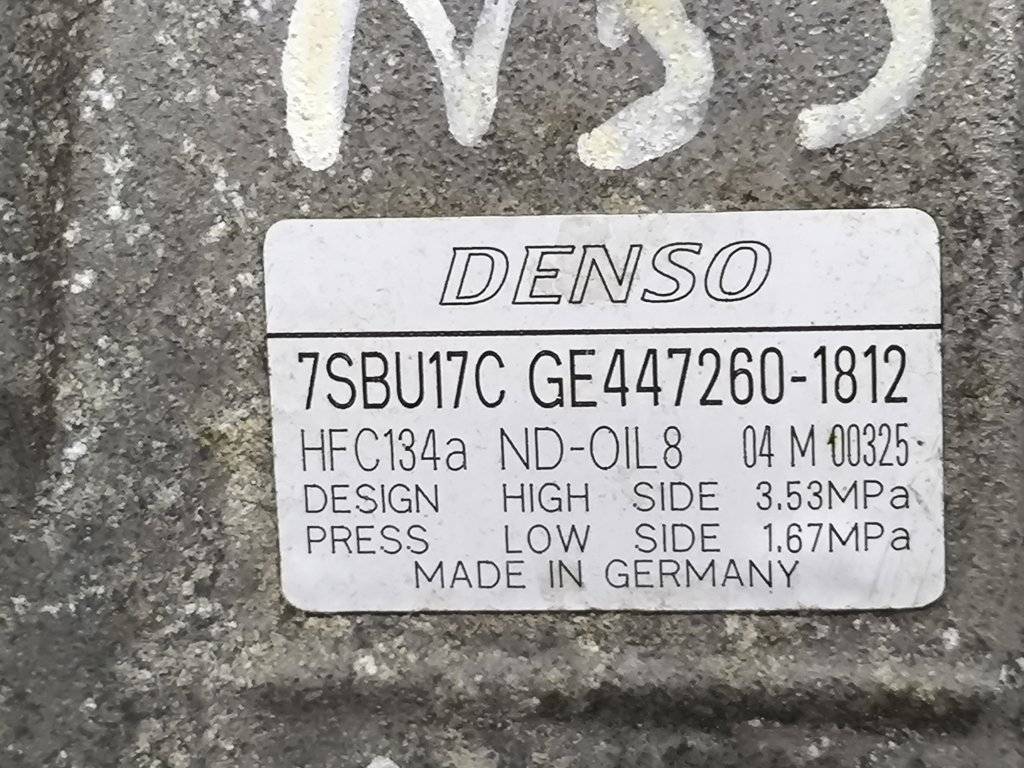 DENSO
7SBU17C GE447260-1812
HFC134a ND-OIL8 04 M 00325
DESIGN HIGH SIDE 3.53MPa
PRESS LOW SIDE 1.67MPa
MADE IN GERMANY